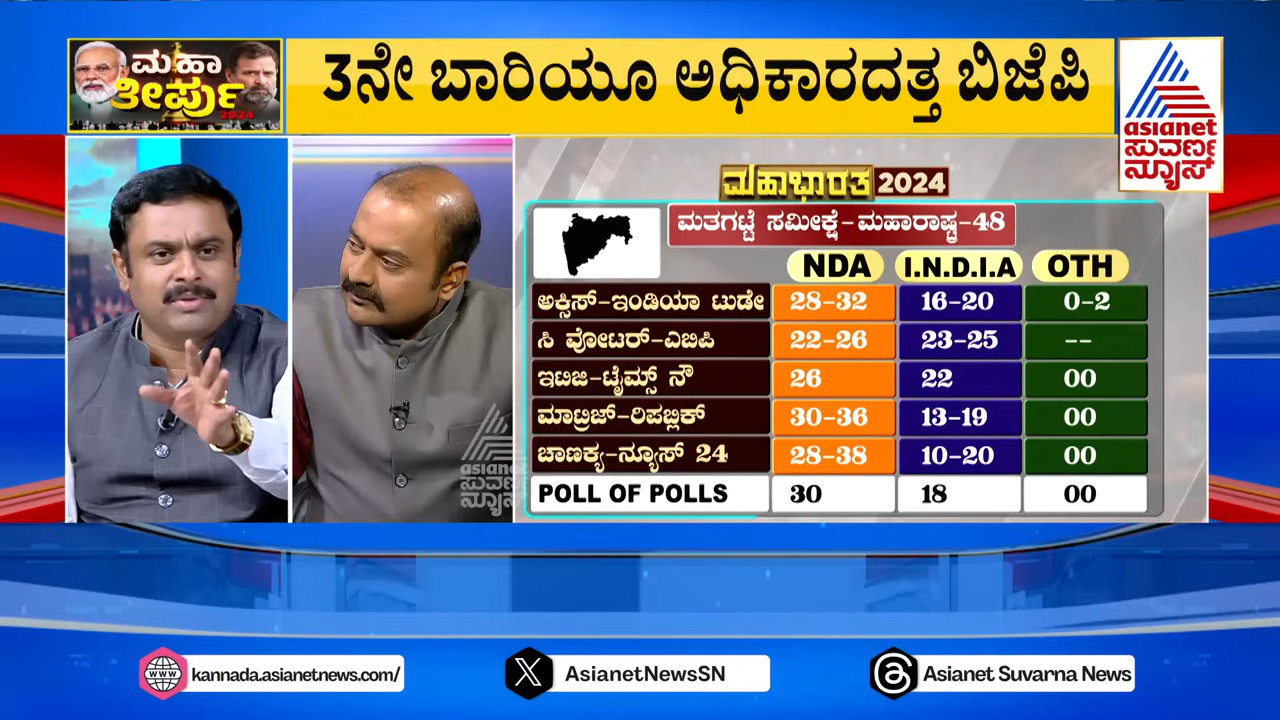 ಮಹಾ
ತೀರ್ಪು
2024
3ನೇ ಬಾರಿಯೂ ಅಧಿಕಾರದತ್ತ ಬಿಜೆಪಿ
asianet
ಸುವರ್ಣ
ನ್ಯೂಸ್
ಮಹಾಭಾರತ 2024
ಮತಗಟ್ಟೆ ಸಮೀಕ್ಷೆ-ಮಹಾರಾಷ್ಟ್ರ-48
NDA I.N.D.I.A OTH
ಅಕ್ಸಿಸ್-ಇಂಡಿಯಾ ಟುಡೇ 28-32 16-20 0-2
ಸಿ ವೋಟರ್-ಎಬಿಪಿ 22-26 23-25 --
ಇಟಿಜಿ-ಟೈಮ್ಸ್ ನೌ 26 22 00
ಮಾಟ್ರಿಜ್-ರಿಪಬ್ಲಿಕ್ 30-36 13-19 00
ಚಾಣಕ್ಯ-ನ್ಯೂಸ್ 24 28-38 10-20 00
POLL OF POLLS 30 18 00
asianet
ಸುವರ್ಣ
ನ್ಯೂಸ್
kannada.asianetnews.com/ AsianetNewsSN Asianet Suvarna News